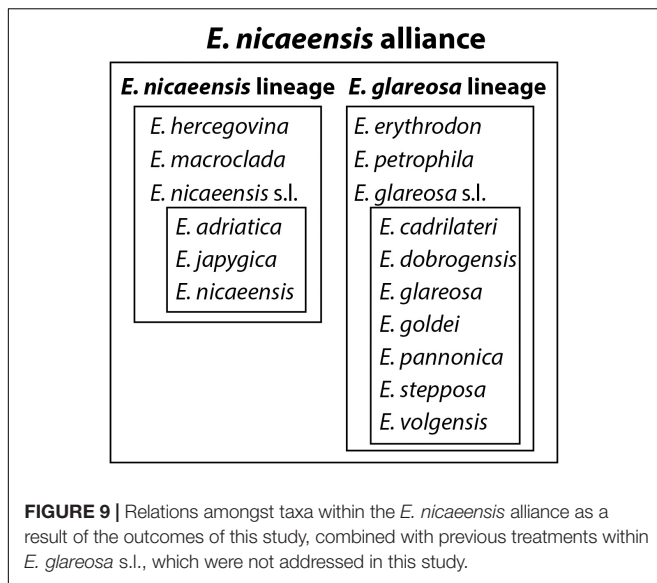 E. nicaeensis alliance
E. nicaeensis lineage
E. hercegovina
E. macroclada
E. nicaeensis s.l.
E. adriatica
E. japygica
E. nicaeensis
E. glareosa lineage
E. erythrodon
E. petrophila
E. glareosa s.l.
E. cadrilateri
E. dobrogensis
E. glareosa
E. goldei
E. pannonica
E. stepposa
E. volgensis
FIGURE 9 | Relations amongst taxa within the E. nicaeensis alliance as a
result of the outcomes of this study, combined with previous treatments within
E. glareosa s.l., which were not addressed in this study.